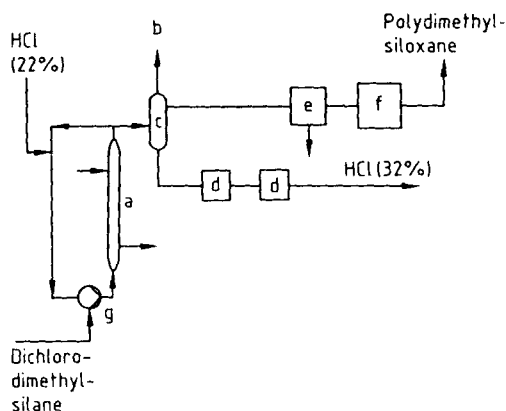 b
Polydimethyl-
siloxane
HCl
(22%)
c
e
f
d
d
HCl (32%)
a
g
Dichloro-
dimethyl-
silane